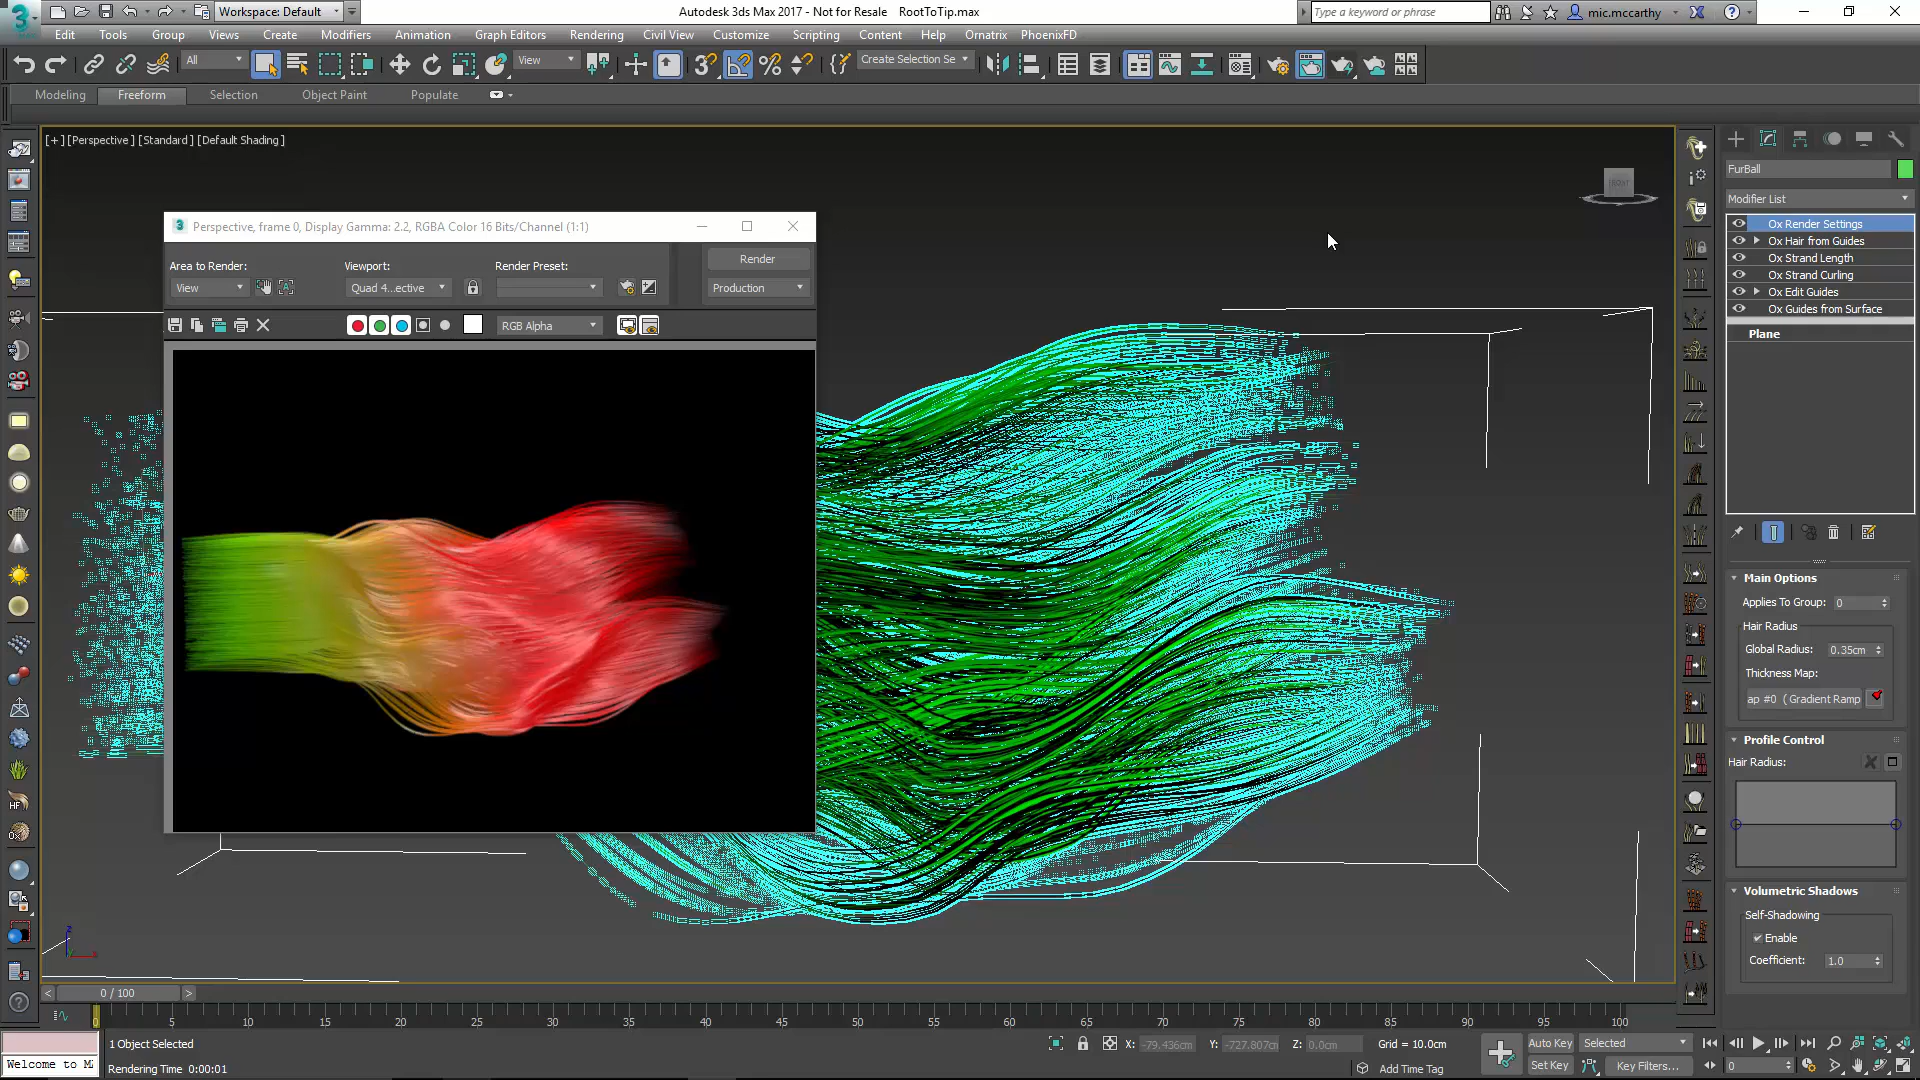 Workspace: Default
Autodesk 3ds Max 2017 - Not for Resale    RootToTip.max
Type a keyword or phrase
mic.mccarthy
Edit Tools Group Views Create Modifiers Animation Graph Editors Rendering Civil View Customize Scripting Content Help Ornatrix PhoenixFD
All
View
Create Selection Se
Modeling Freeform Selection Object Paint Populate
[+] [Perspective] [Standard] [Default Shading]
FRONT
FurBall
Modifier List
Ox Render Settings
Ox Hair from Guides
Ox Strand Length
Ox Strand Curling
Ox Edit Guides
Ox Guides from Surface
Plane
Perspective, frame 0, Display Gamma: 2.2, RGBA Color 16 Bits/Channel (1:1)
Area to Render:
View
Viewport:
Quad 4...ective
Render Preset:
Render
Production
RGB Alpha
Main Options
Applies To Group: 0
Hair Radius
Global Radius: 0.35cm
Thickness Map:
ap #0 (Gradient Ramp
Profile Control
Hair Radius:
Volumetric Shadows
Self-Shadowing
Enable
Coefficient: 1.0
HF
0x
z
0 / 100
0 5 10 15 20 25 30 35 40 45 50 55 60 65 70 75 80 85 90 95 100
1 Object Selected
X: -79.436cm Y: -727.807cm Z: 0.0cm Grid = 10.0cm
Auto Key Selected
Welcome to M
Rendering Time 0:00:01
Add Time Tag
Set Key Key Filters...
0